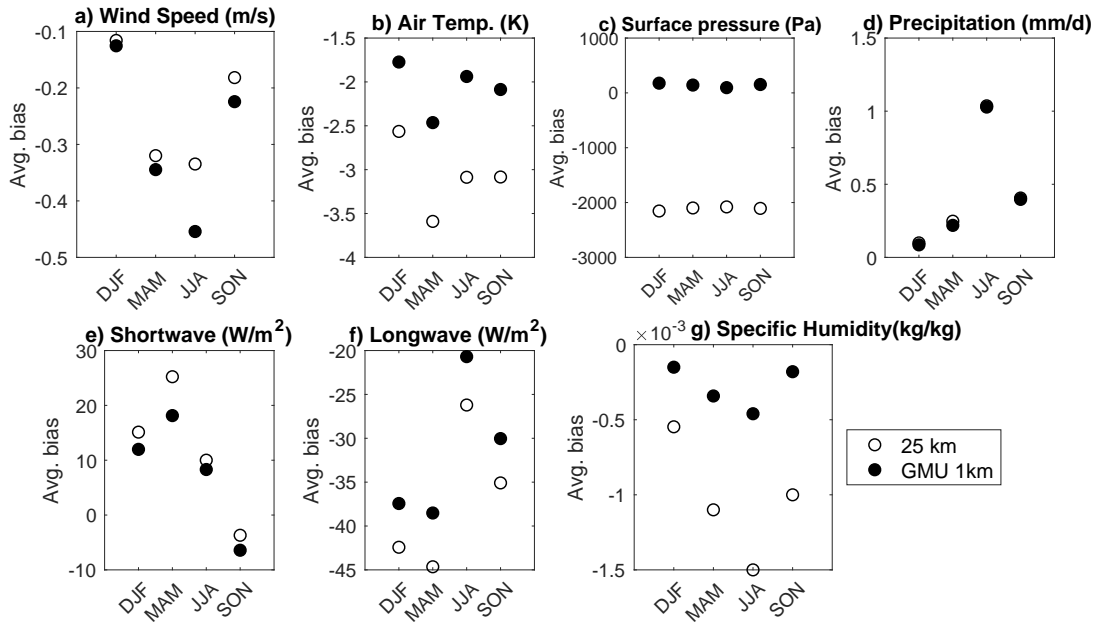 a) Wind Speed (m/s)
-0.1
-0.2
-0.3
-0.4
-0.5
Avg. bias
DJF
MAM
JJA
SON
b) Air Temp. (K)
-1.5
-2
-2.5
-3
-3.5
-4
Avg. bias
DJF
MAM
JJA
SON
c) Surface pressure (Pa)
1000
0
-1000
-2000
-3000
Avg. bias
DJF
MAM
JJA
SON
d) Precipitation (mm/d)
1.5
1
0.5
0
Avg. bias
DJF
MAM
JJA
SON
e) Shortwave (W/m²)
30
20
10
0
-10
Avg. bias
DJF
MAM
JJA
SON
f) Longwave (W/m²)
-20
-25
-30
-35
-40
-45
Avg. bias
DJF
MAM
JJA
SON
g) Specific Humidity(kg/kg)
×10⁻³
0
-0.5
-1
-1.5
Avg. bias
DJF
MAM
JJA
SON
25 km
GMU 1km